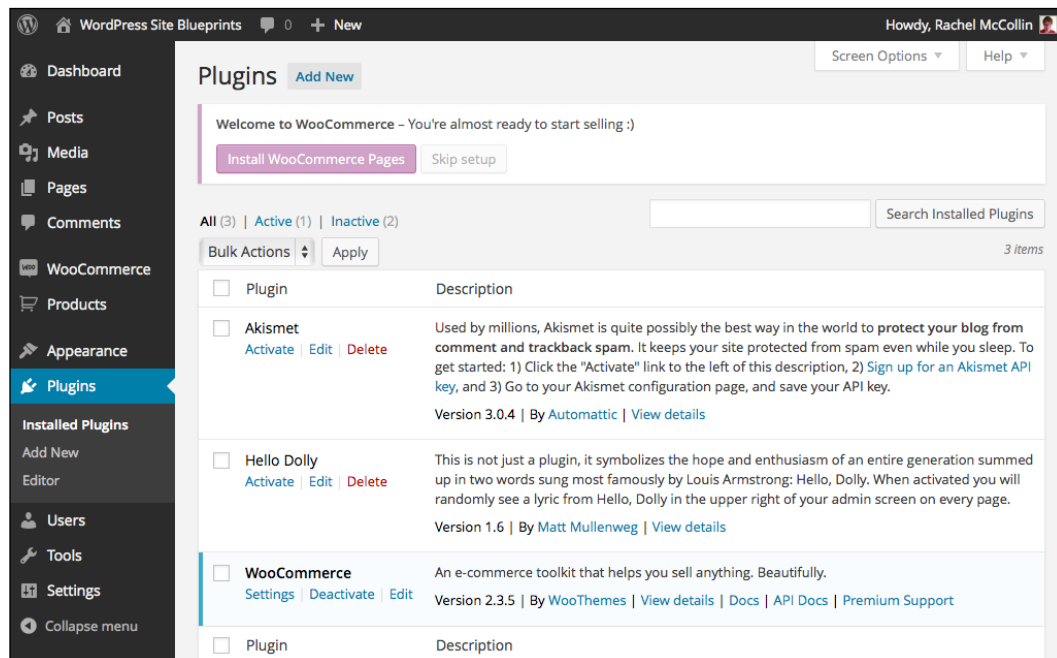 WordPress Site Blueprints 0 + New Howdy, Rachel McCollin
Screen Options Help
Dashboard
Posts
Media
Pages
Comments
WOO WooCommerce
Products
Appearance
Plugins
Installed Plugins
Add New
Editor
Users
Tools
Settings
Collapse menu
Plugins Add New
Welcome to WooCommerce – You're almost ready to start selling :)
Install WooCommerce Pages Skip setup
All (3) | Active (1) | Inactive (2)
Search Installed Plugins
Bulk Actions Apply
3 items
Plugin Description
Akismet
Activate | Edit | Delete
Used by millions, Akismet is quite possibly the best way in the world to protect your blog from
comment and trackback spam. It keeps your site protected from spam even while you sleep. To
get started: 1) Click the "Activate" link to the left of this description, 2) Sign up for an Akismet API
key, and 3) Go to your Akismet configuration page, and save your API key.
Version 3.0.4 | By Automattic | View details
Hello Dolly
Activate | Edit | Delete
This is not just a plugin, it symbolizes the hope and enthusiasm of an entire generation summed
up in two words sung most famously by Louis Armstrong: Hello, Dolly. When activated you will
randomly see a lyric from Hello, Dolly in the upper right of your admin screen on every page.
Version 1.6 | By Matt Mullenweg | View details
WooCommerce
Settings | Deactivate | Edit
An e-commerce toolkit that helps you sell anything. Beautifully.
Version 2.3.5 | By WooThemes | View details | Docs | API Docs | Premium Support
Plugin Description